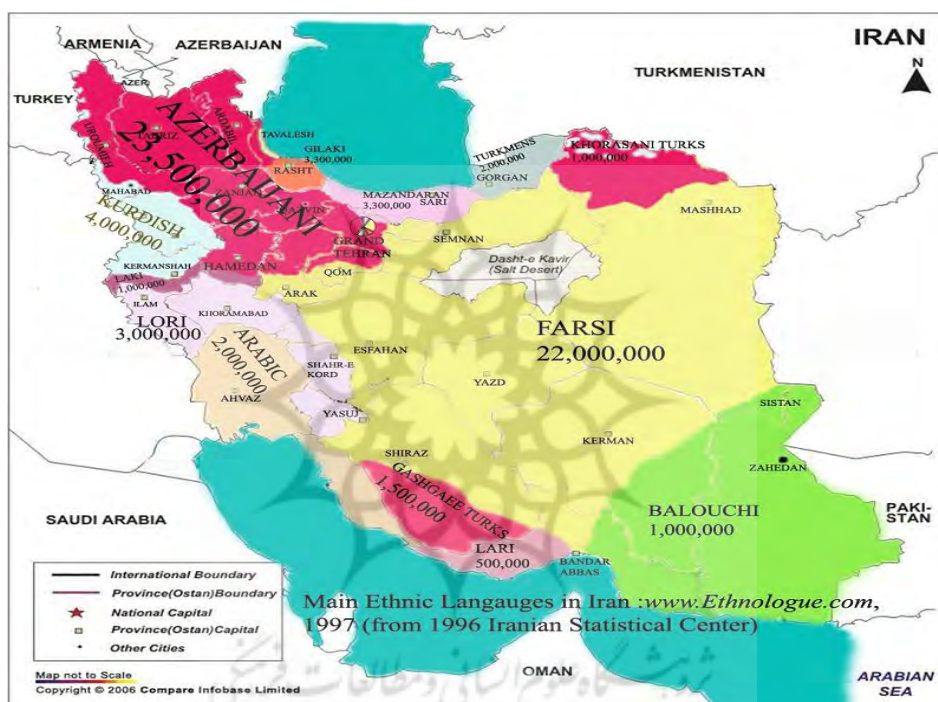 IRAN
N
ARMENIA
AZERBAIJAN
TURKMENISTAN
AZER.
TURKEY
ARDABIL
TABRIZ
OUROUMIEH
AZERBAIJANI
23,500,000
TAVALESH
GILAKI
3,300,000
RASHT
TURKMENS
2,000,000
GORGAN
KHORASANI TURKS
1,000,000
MAHABAD
ZANJAN
MAZANDARAN
3,300,000
SARI
MASHHAD
KURDISH
4,000,000
GRAND
TEHRAN
SEMNAN
Dasht-e Kavir
(Salt Desert)
KERMANSHAH
HAMEDAN
QOM
LAKI
1,000,000
ARAK
ILAM
KHORAMABAD
LORI
3,000,000
FARSI
22,000,000
ARABIC
2,000,000
ESFAHAN
SHAHR-E
KORD
YAZD
AHVAZ
YASUJ
SISTAN
KERMAN
SHIRAZ
ZAHEDAN
GASHGAEE TURKS
1,500,000
BALOUCHI
1,000,000
SAUDI ARABIA
PAKI-
STAN
LARI
500,000
BANDAR
ABBAS
International Boundary
Province(Ostan)Boundary
National Capital
Province(Ostan)Capital
Other Cities
Main Ethnic Langauges in Iran :www.Ethnologue.com,
1997 (from 1996 Iranian Statistical Center)
OMAN
ARABIAN
SEA
Map not to Scale
Copyright © 2006 Compare Infobase Limited
پژوهشگاه علوم انسانی و مطالعات فرهنگی